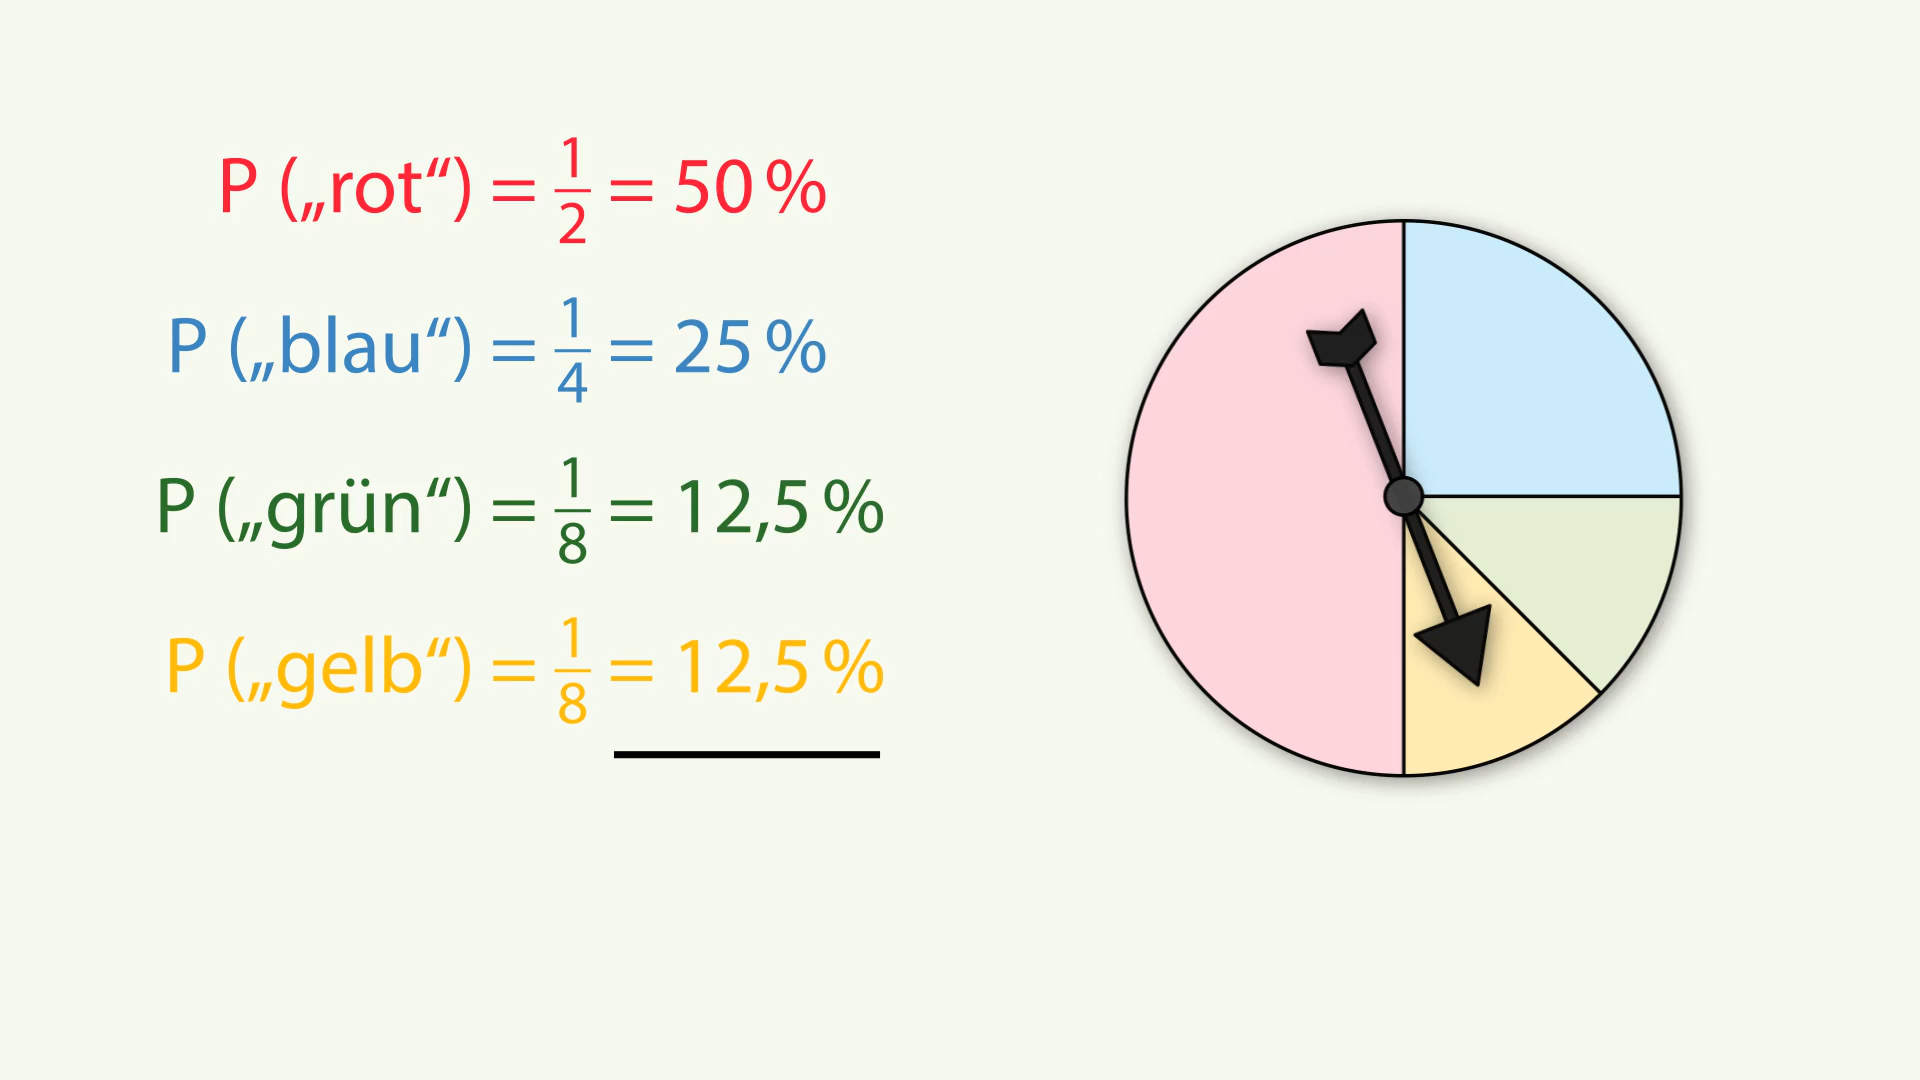 P („rot“) = 1/2 = 50 %
P („blau“) = 1/4 = 25 %
P („grün“) = 1/8 = 12,5 %
P („gelb“) = 1/8 = 12,5 %